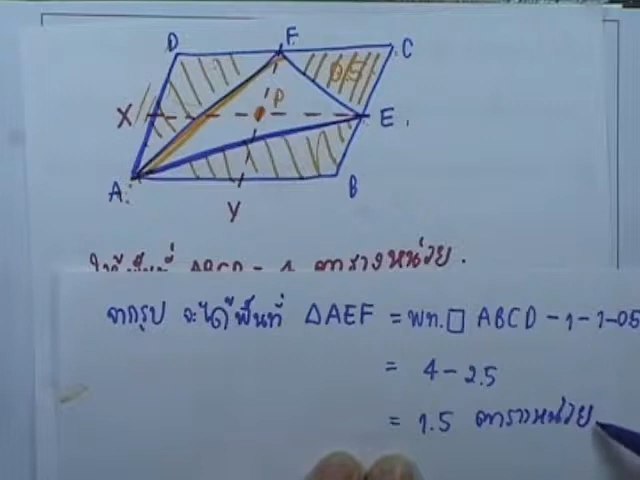 D F C
0.5
X P E
A B
Y
ให้พื้นที่ ABCD = 4 ตารางหน่วย.
จากรูป จะได้พื้นที่ △AEF = พท.□ ABCD - 1 - 1 - 0.5
= 4 - 2.5
= 1.5 ตารางหน่วย